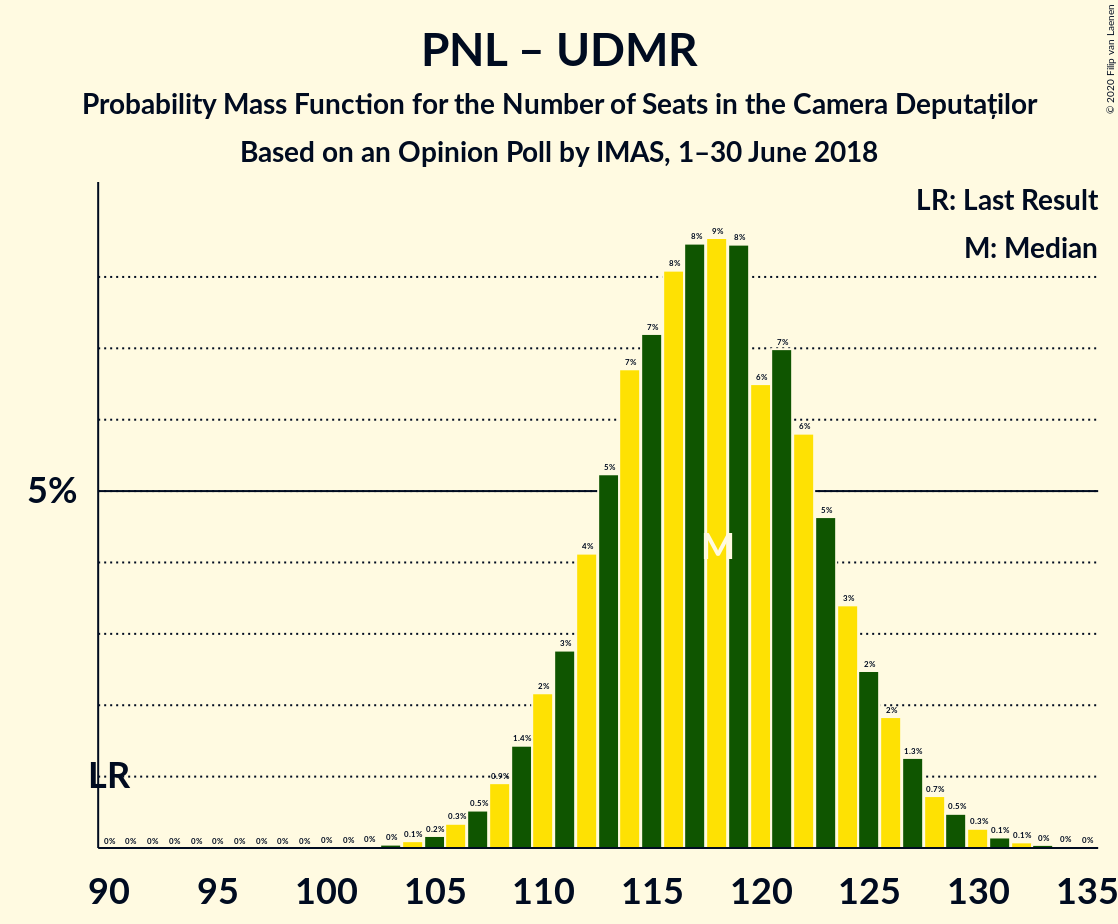 PNL – UDMR
Probability Mass Function for the Number of Seats in the Camera Deputaților
Based on an Opinion Poll by IMAS, 1–30 June 2018
© 2020 Filip van Laenen
LR: Last Result
M: Median
5%
LR
M
0% 0% 0% 0% 0% 0% 0% 0% 0% 0% 0% 0% 0% 0% 0.1% 0.2% 0.3% 0.5% 0.9% 1.4% 2% 3% 4% 5% 7% 7% 8% 8% 9% 8% 6% 7% 6% 5% 3% 2% 2% 1.3% 0.7% 0.5% 0.3% 0.1% 0.1% 0% 0% 0%
90 95 100 105 110 115 120 125 130 135